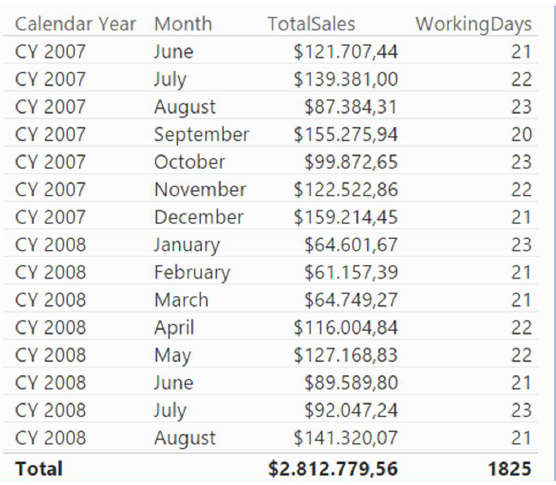 Calendar Year Month TotalSales WorkingDays
CY 2007 June $121.707,44 21
CY 2007 July $139.381,00 22
CY 2007 August $87.384,31 23
CY 2007 September $155.275,94 20
CY 2007 October $99.872,65 23
CY 2007 November $122.522,86 22
CY 2007 December $159.214,45 21
CY 2008 January $64.601,67 23
CY 2008 February $61.157,39 21
CY 2008 March $64.749,27 21
CY 2008 April $116.004,84 22
CY 2008 May $127.168,83 22
CY 2008 June $89.589,80 21
CY 2008 July $92.047,24 23
CY 2008 August $141.320,07 21
Total $2.812.779,56 1825